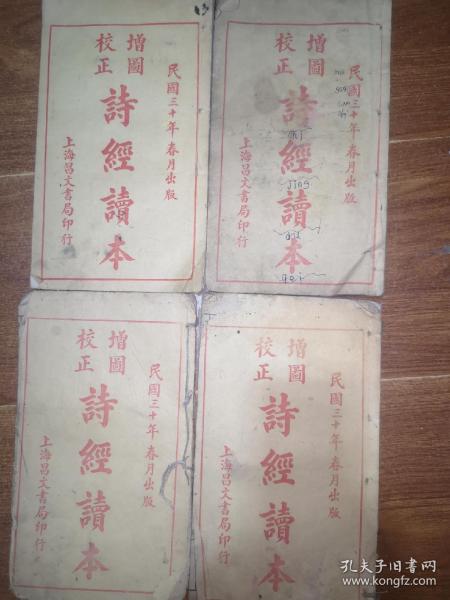 民國三十年春月出版
增圖
校正
詩經讀本
上海昌文書局印行
民國三十年春月出版
增圖
校正
詩經讀本
上海昌文書局印行
民國三十年春月出版
增圖
校正
詩經讀本
上海昌文書局印行
民國三十年春月出版
增圖
校正
詩經讀本
上海昌文書局印行
孔夫子旧书网
www.kongfz.com